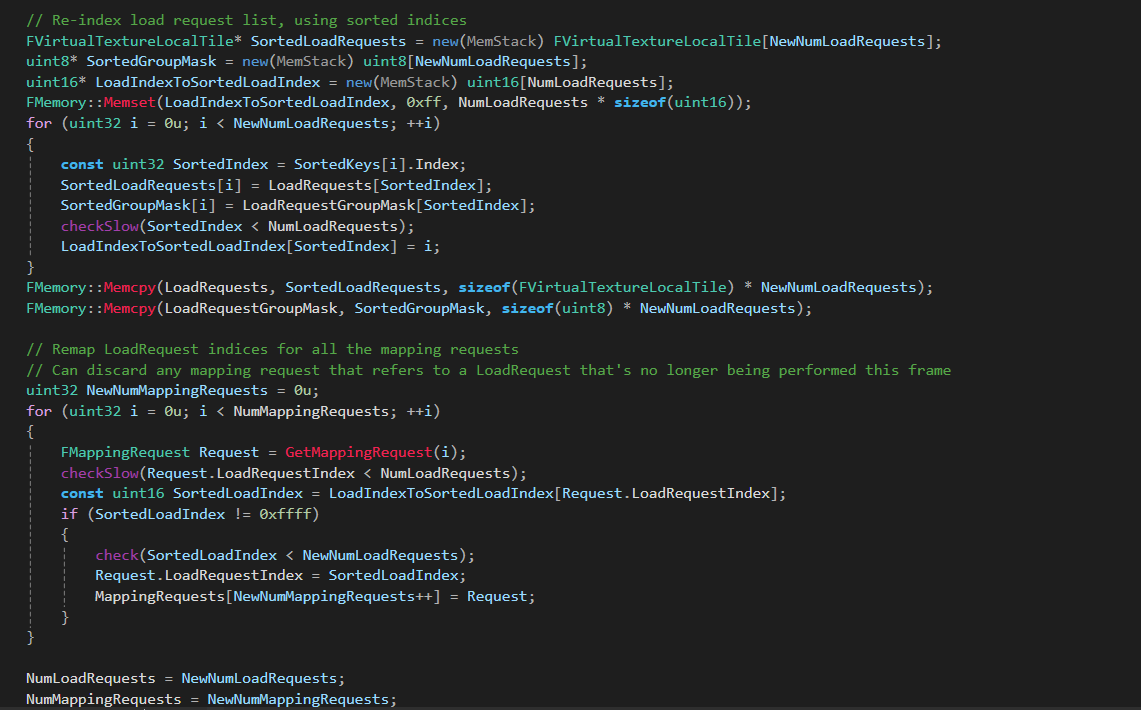 // Re-index load request list, using sorted indices
FVirtualTextureLocalTile* SortedLoadRequests = new(MemStack) FVirtualTextureLocalTile[NewNumLoadRequests];
uint8* SortedGroupMask = new(MemStack) uint8[NewNumLoadRequests];
uint16* LoadIndexToSortedLoadIndex = new(MemStack) uint16[NumLoadRequests];
FMemory::Memset(LoadIndexToSortedLoadIndex, 0xff, NumLoadRequests * sizeof(uint16));
for (uint32 i = 0u; i < NewNumLoadRequests; ++i)
{
    const uint32 SortedIndex = SortedKeys[i].Index;
    SortedLoadRequests[i] = LoadRequests[SortedIndex];
    SortedGroupMask[i] = LoadRequestGroupMask[SortedIndex];
    checkSlow(SortedIndex < NumLoadRequests);
    LoadIndexToSortedLoadIndex[SortedIndex] = i;
}
FMemory::Memcpy(LoadRequests, SortedLoadRequests, sizeof(FVirtualTextureLocalTile) * NewNumLoadRequests);
FMemory::Memcpy(LoadRequestGroupMask, SortedGroupMask, sizeof(uint8) * NewNumLoadRequests);

// Remap LoadRequest indices for all the mapping requests
// Can discard any mapping request that refers to a LoadRequest that's no longer being performed this frame
uint32 NewNumMappingRequests = 0u;
for (uint32 i = 0u; i < NumMappingRequests; ++i)
{
    FMappingRequest Request = GetMappingRequest(i);
    checkSlow(Request.LoadRequestIndex < NumLoadRequests);
    const uint16 SortedLoadIndex = LoadIndexToSortedLoadIndex[Request.LoadRequestIndex];
    if (SortedLoadIndex != 0xffff)
    {
        check(SortedLoadIndex < NewNumLoadRequests);
        Request.LoadRequestIndex = SortedLoadIndex;
        MappingRequests[NewNumMappingRequests++] = Request;
    }
}

NumLoadRequests = NewNumLoadRequests;
NumMappingRequests = NewNumMappingRequests;